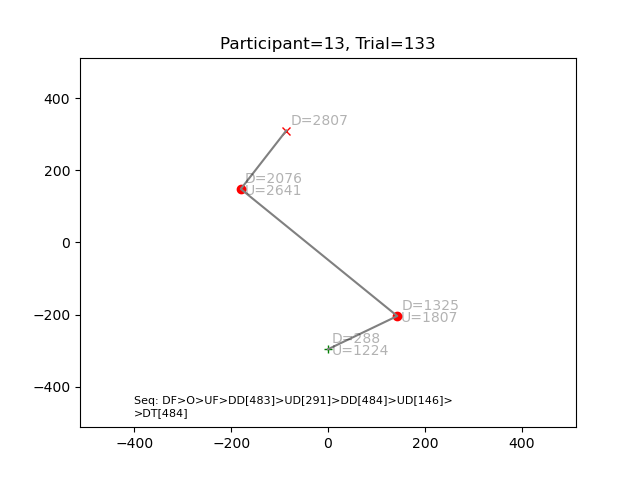 Participant=13, Trial=133
400
200
0
−200
−400
D=2807
D=2076
U=2641
D=1325
U=1807
D=288
U=1224
Seq: DF>O>UF>DD[483]>UD[291]>DD[484]>UD[146]>
>DT[484]
−400 −200 0 200 400